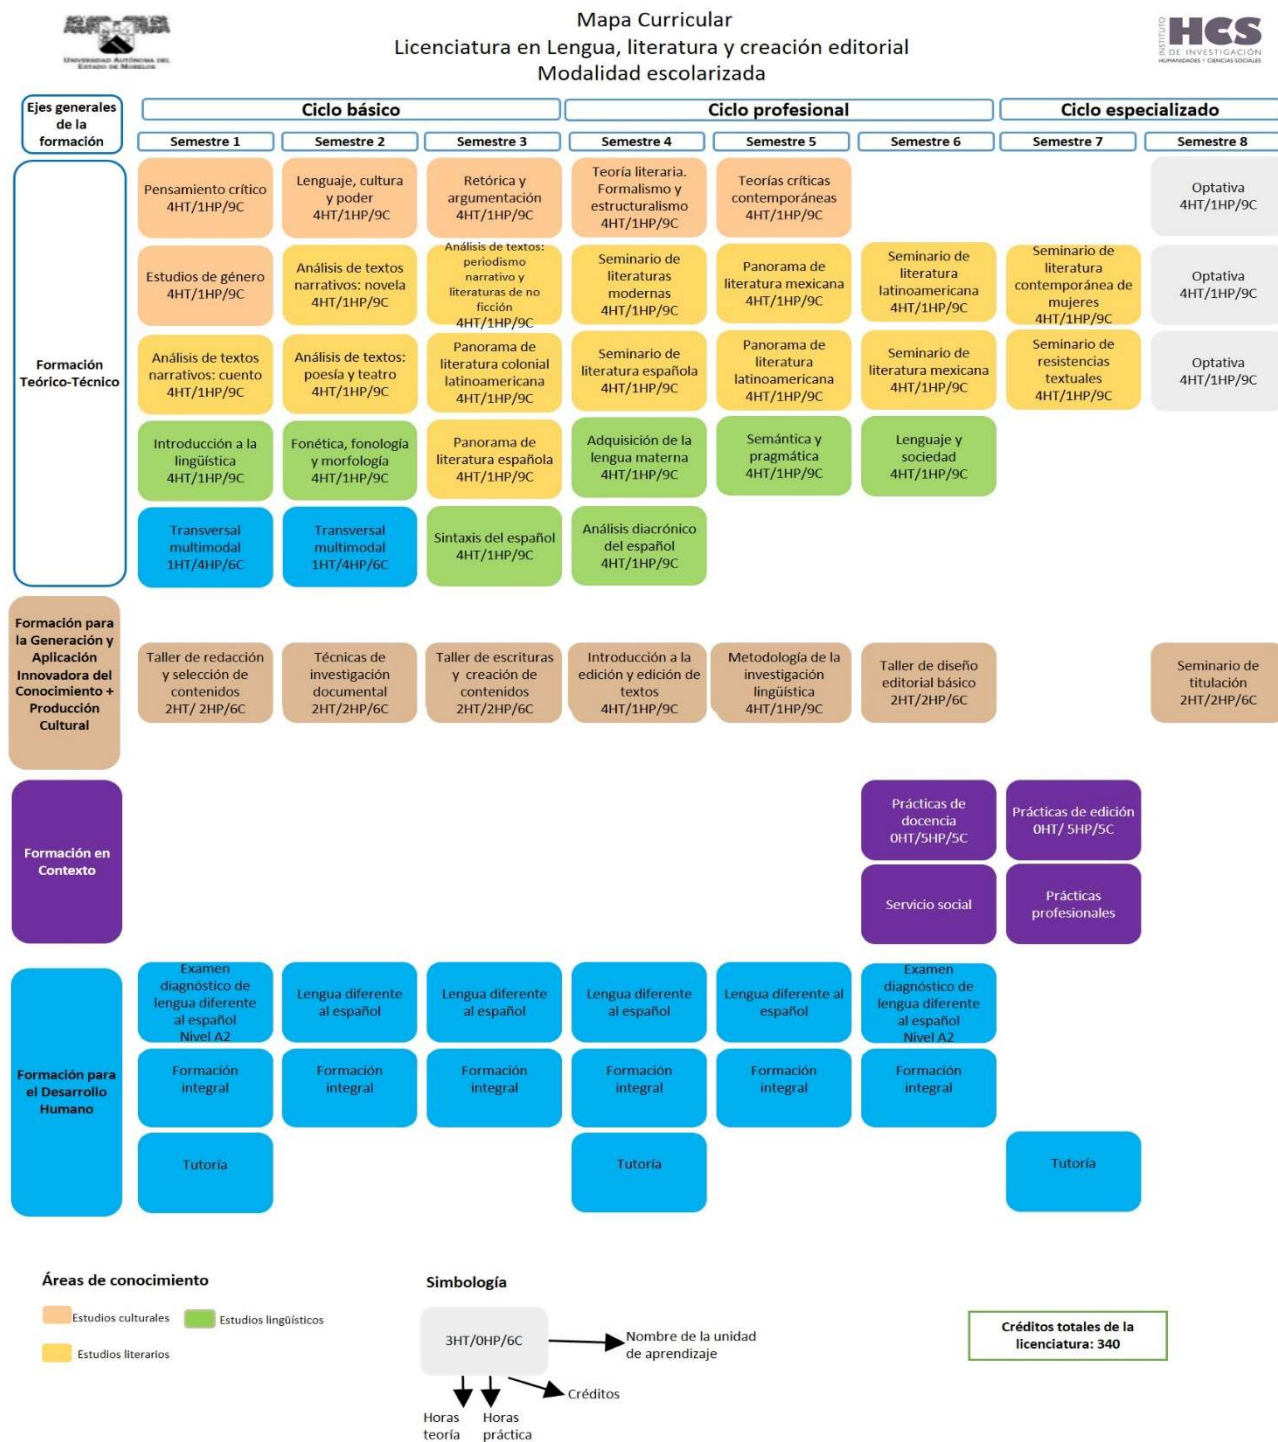 UNIVERSIDAD AUTÓNOMA DEL
ESTADO DE MORELOS
Mapa Curricular
Licenciatura en Lengua, literatura y creación editorial
Modalidad escolarizada
INSTITUTO
HCS
DE INVESTIGACIÓN
HUMANIDADES Y CIENCIAS SOCIALES
Ejes generales
de la
formación
Ciclo básico
Ciclo profesional
Ciclo especializado
Semestre 1
Semestre 2
Semestre 3
Semestre 4
Semestre 5
Semestre 6
Semestre 7
Semestre 8
Formación
Teórico-Técnico
Pensamiento crítico
4HT/1HP/9C
Lenguaje, cultura
y poder
4HT/1HP/9C
Retórica y
argumentación
4HT/1HP/9C
Teoría literaria.
Formalismo y
estructuralismo
4HT/1HP/9C
Teorías críticas
contemporáneas
4HT/1HP/9C
Optativa
4HT/1HP/9C
Estudios de género
4HT/1HP/9C
Análisis de textos
narrativos: novela
4HT/1HP/9C
Análisis de textos:
periodismo
narrativo y
literaturas de no
ficción
4HT/1HP/9C
Seminario de
literaturas
modernas
4HT/1HP/9C
Panorama de
literatura mexicana
4HT/1HP/9C
Seminario de
literatura
latinoamericana
4HT/1HP/9C
Seminario de
literatura
contemporánea de
mujeres
4HT/1HP/9C
Optativa
4HT/1HP/9C
Análisis de textos
narrativos: cuento
4HT/1HP/9C
Análisis de textos:
poesía y teatro
4HT/1HP/9C
Panorama de
literatura colonial
latinoamericana
4HT/1HP/9C
Seminario de
literatura española
4HT/1HP/9C
Panorama de
literatura
latinoamericana
4HT/1HP/9C
Seminario de
literatura mexicana
4HT/1HP/9C
Seminario de
resistencias
textuales
4HT/1HP/9C
Optativa
4HT/1HP/9C
Introducción a la
lingüística
4HT/1HP/9C
Fonética, fonología
y morfología
4HT/1HP/9C
Panorama de
literatura española
4HT/1HP/9C
Adquisición de la
lengua materna
4HT/1HP/9C
Semántica y
pragmática
4HT/1HP/9C
Lenguaje y
sociedad
4HT/1HP/9C
Transversal
multimodal
1HT/4HP/6C
Transversal
multimodal
1HT/4HP/6C
Sintaxis del español
4HT/1HP/9C
Análisis diacrónico
del español
4HT/1HP/9C
Formación para
la Generación y
Aplicación
Innovadora del
Conocimiento +
Producción
Cultural
Taller de redacción
y selección de
contenidos
2HT/ 2HP/6C
Técnicas de
investigación
documental
2HT/2HP/6C
Taller de escrituras
y creación de
contenidos
2HT/2HP/6C
Introducción a la
edición y edición de
textos
4HT/1HP/9C
Metodología de la
investigación
lingüística
4HT/1HP/9C
Taller de diseño
editorial básico
2HT/2HP/6C
Seminario de
titulación
2HT/2HP/6C
Formación en
Contexto
Prácticas de
docencia
0HT/5HP/5C
Prácticas de edición
0HT/ 5HP/5C
Servicio social
Prácticas
profesionales
Formación para
el Desarrollo
Humano
Examen
diagnóstico de
lengua diferente
al español
Nivel A2
Lengua diferente
al español
Lengua diferente
al español
Lengua diferente
al español
Lengua diferente al
español
Examen
diagnóstico de
lengua diferente
al español
Nivel A2
Formación
integral
Formación
integral
Formación
integral
Formación
integral
Formación
integral
Formación
integral
Tutoría
Tutoría
Tutoría
Áreas de conocimiento
Estudios culturales
Estudios lingüísticos
Estudios literarios
Simbología
3HT/0HP/6C
Nombre de la unidad
de aprendizaje
Créditos
Horas
teoría
Horas
práctica
Créditos totales de la
licenciatura: 340